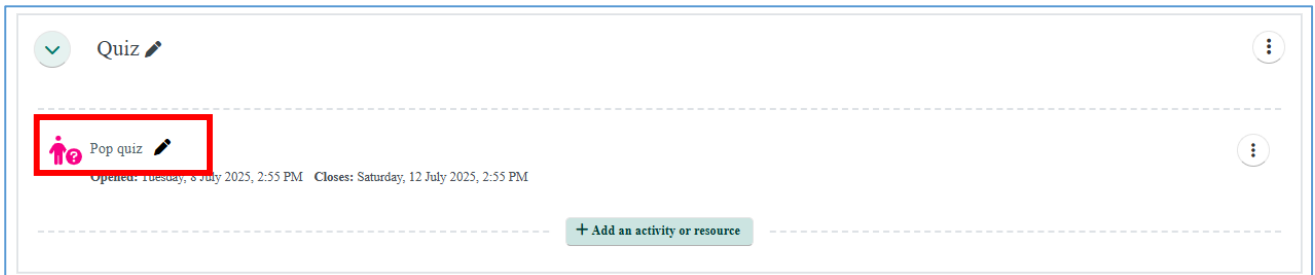 Quiz
Pop quiz
Opened: Tuesday, 8 July 2025, 2:55 PM Closes: Saturday, 12 July 2025, 2:55 PM
+ Add an activity or resource